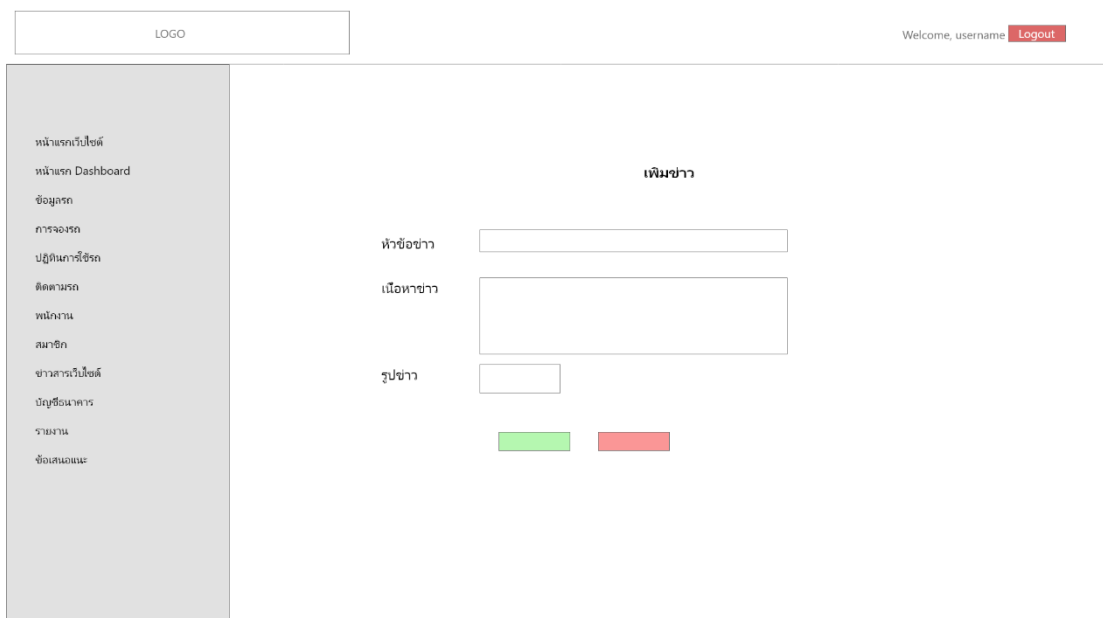 LOGO
Welcome, username Logout
หน้าแรกเว็บไซต์
หน้าแรก Dashboard
ข้อมูลรถ
การจองรถ
ปฏิทินการใช้รถ
ติดตามรถ
พนักงาน
สมาชิก
ข่าวสารเว็บไซต์
บัญชีธนาคาร
รายงาน
ข้อเสนอแนะ
เพิ่มข่าว
หัวข้อข่าว
เนื้อหาข่าว
รูปข่าว